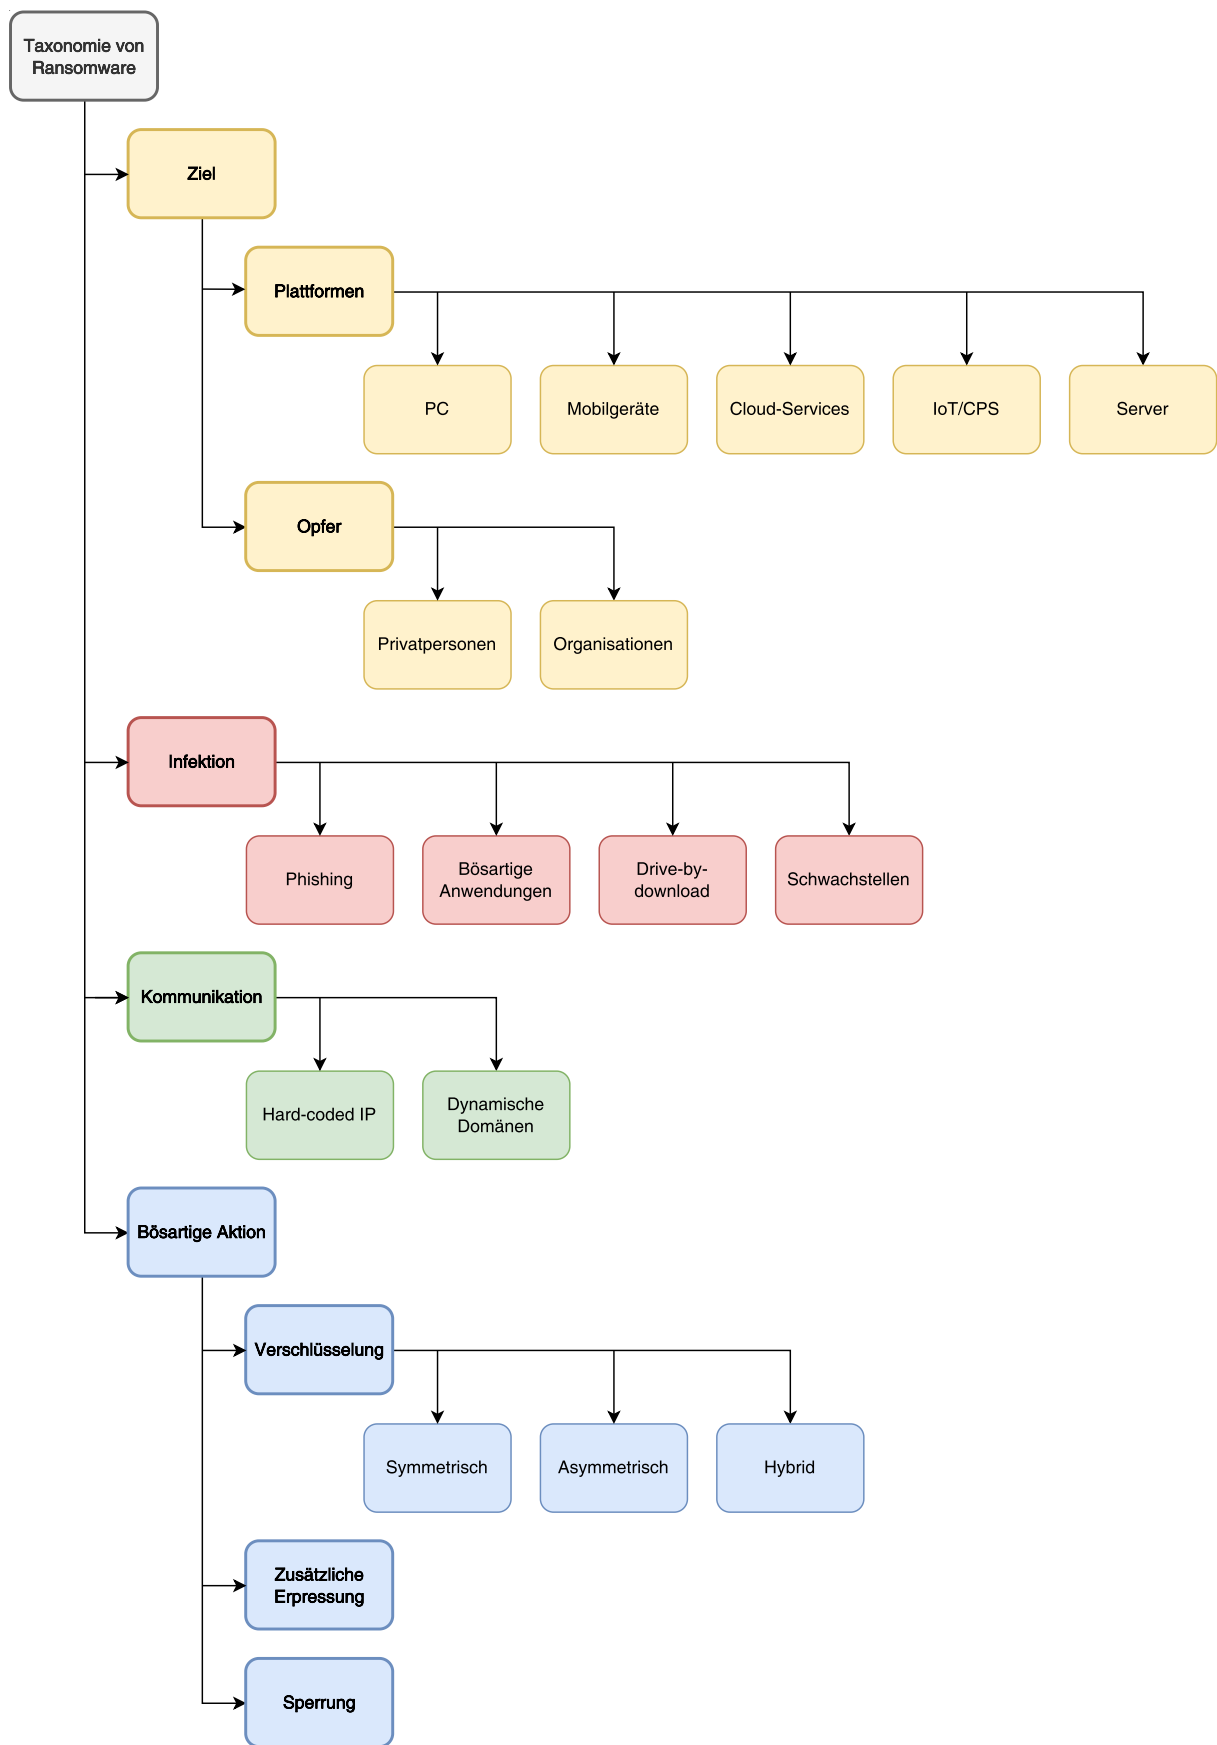 Taxonomie von
Ransomware
Ziel
Plattformen
PC
Mobilgeräte
Cloud-Services
IoT/CPS
Server
Opfer
Privatpersonen
Organisationen
Infektion
Phishing
Bösartige
Anwendungen
Drive-by-
download
Schwachstellen
Kommunikation
Hard-coded IP
Dynamische
Domänen
Bösartige Aktion
Verschlüsselung
Symmetrisch
Asymmetrisch
Hybrid
Zusätzliche
Erpressung
Sperrung